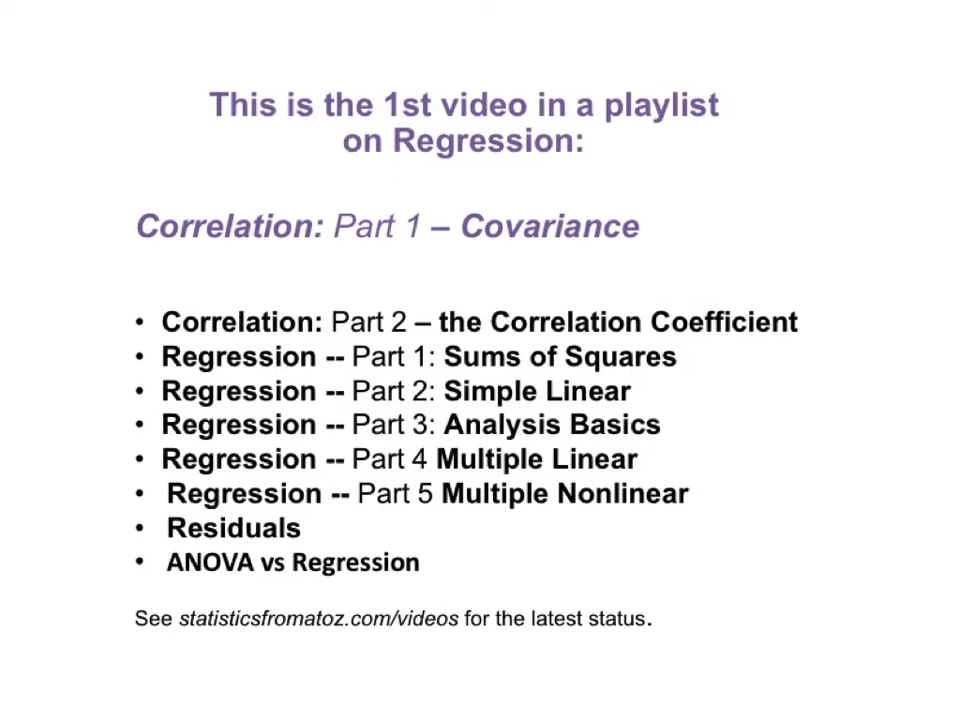 This is the 1st video in a playlist
on Regression:
Correlation: Part 1 – Covariance
• Correlation: Part 2 – the Correlation Coefficient
• Regression -- Part 1: Sums of Squares
• Regression -- Part 2: Simple Linear
• Regression -- Part 3: Analysis Basics
• Regression -- Part 4 Multiple Linear
• Regression -- Part 5 Multiple Nonlinear
• Residuals
• ANOVA vs Regression
See statisticsfromatoz.com/videos for the latest status.